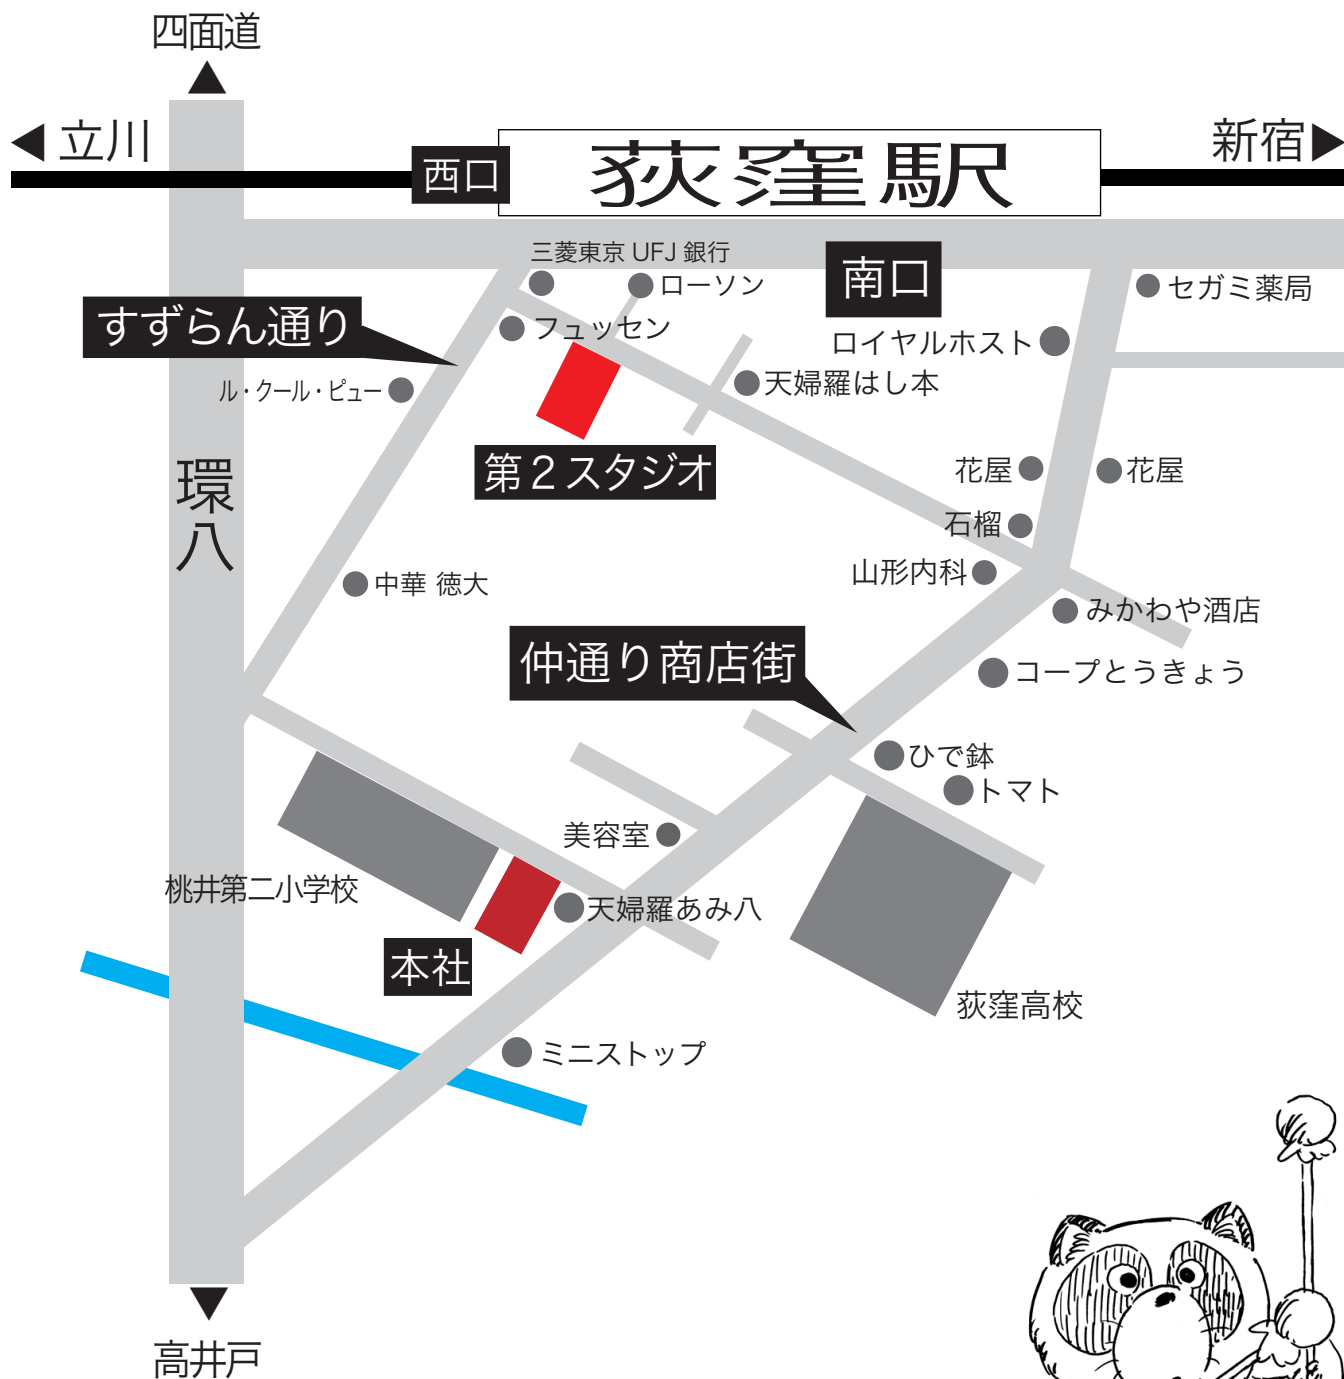 四面道
立川
新宿
西口
荻窪駅
三菱東京 UFJ 銀行
南口
ローソン
セガミ薬局
すずらん通り
フュッセン
ロイヤルホスト
ル・クール・ピュー
天婦羅はし本
第2スタジオ
花屋
花屋
環八
石榴
山形内科
中華 徳大
みかわや酒店
仲通り商店街
コープとうきょう
ひで鉢
トマト
美容室
桃井第二小学校
天婦羅あみ八
本社
荻窪高校
ミニストップ
高井戸